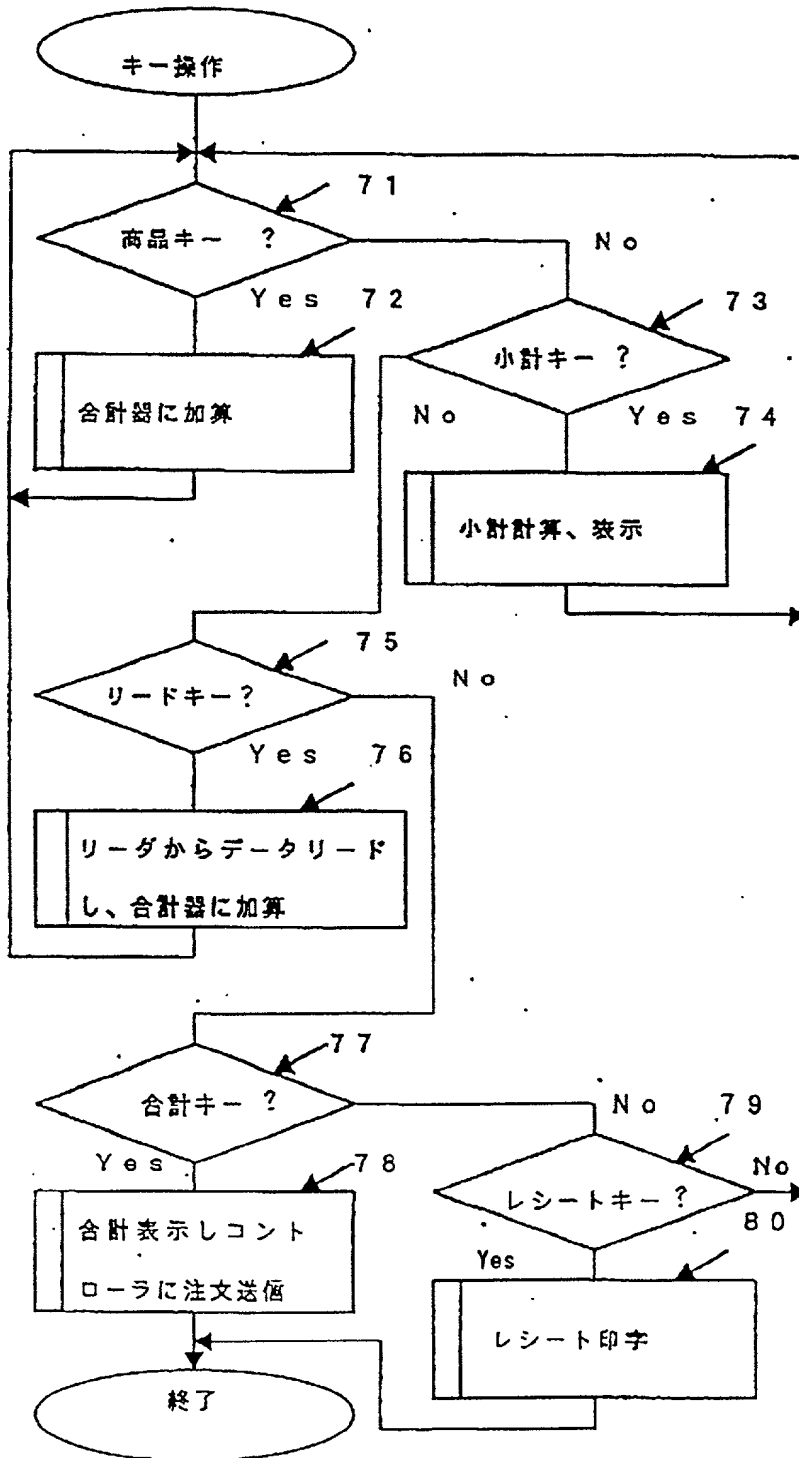 キー操作
71
商品キー ?
No
Yes 72
73
小計キー ?
合計器に加算
No
Yes 74
小計計算、表示
75
リードキー?
No
Yes 76
リーダからデータリード
し、合計器に加算
77
合計キー ?
No 79
Yes
78
レシートキー ?
No
80
合計表示しコント
ローラに注文送信
Yes
レシート印字
終了